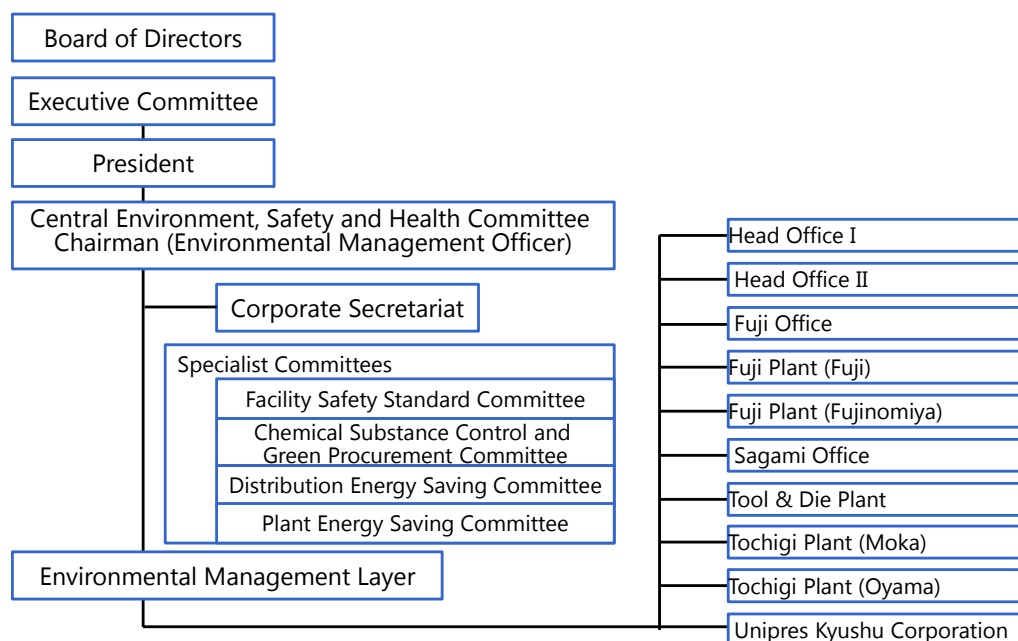 Board of Directors
Executive Committee
President
Central Environment, Safety and Health Committee
Chairman (Environmental Management Officer)
Corporate Secretariat
Specialist Committees
Facility Safety Standard Committee
Chemical Substance Control and
Green Procurement Committee
Distribution Energy Saving Committee
Plant Energy Saving Committee
Environmental Management Layer
Head Office I
Head Office II
Fuji Office
Fuji Plant (Fuji)
Fuji Plant (Fujinomiya)
Sagami Office
Tool & Die Plant
Tochigi Plant (Moka)
Tochigi Plant (Oyama)
Unipres Kyushu Corporation